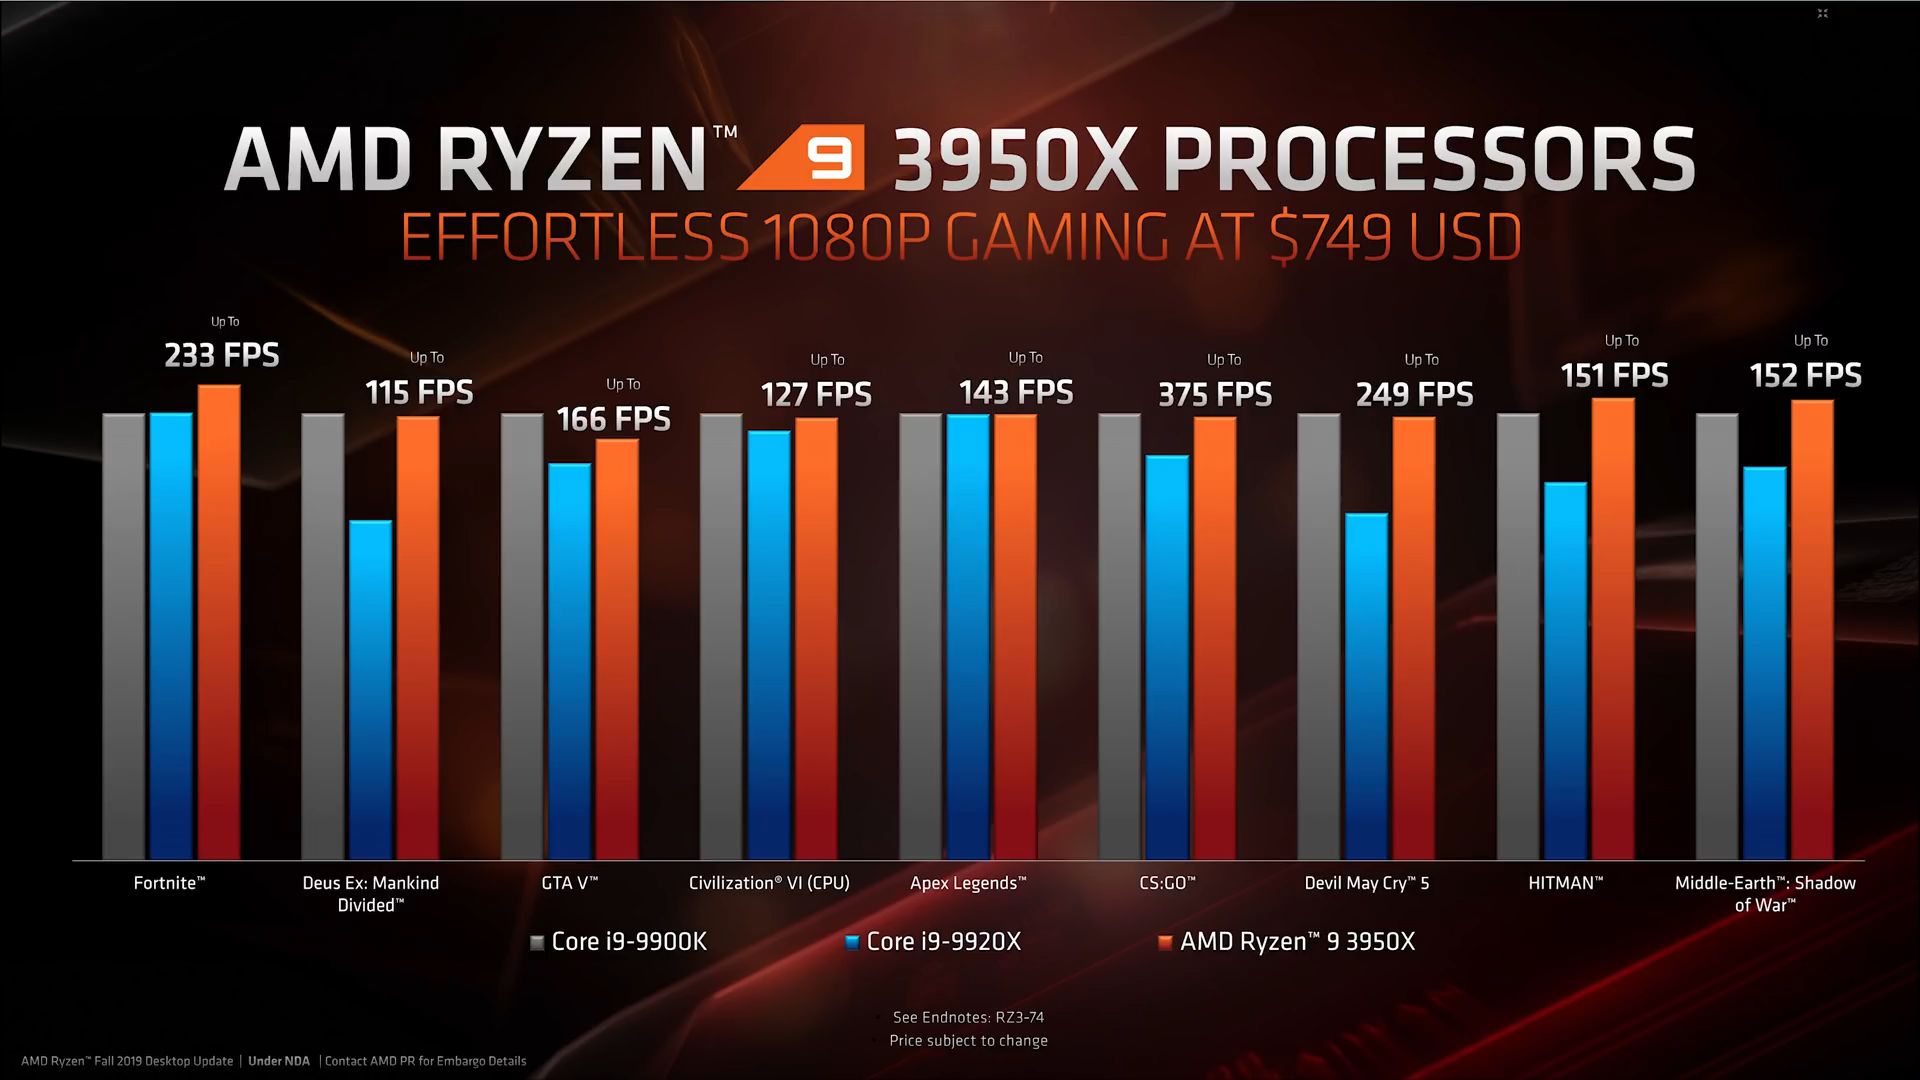 AMD RYZEN™ 9 3950X PROCESSORS
EFFORTLESS 1080P GAMING AT $749 USD
Up To
233 FPS
Up To
115 FPS
Up To
166 FPS
Up To
127 FPS
Up To
143 FPS
Up To
375 FPS
Up To
249 FPS
Up To
151 FPS
Up To
152 FPS
Fortnite™
Deus Ex: Mankind
Divided™
GTA V™
Civilization® VI (CPU)
Apex Legends™
CS:GO™
Devil May Cry™ 5
HITMAN™
Middle-Earth™: Shadow
of War™
Core i9-9900K
Core i9-9920X
AMD Ryzen™ 9 3950X
See Endnotes: RZ3-74
Price subject to change
AMD Ryzen™ Fall 2019 Desktop Update | Under NDA | Contact AMD PR for Embargo Details